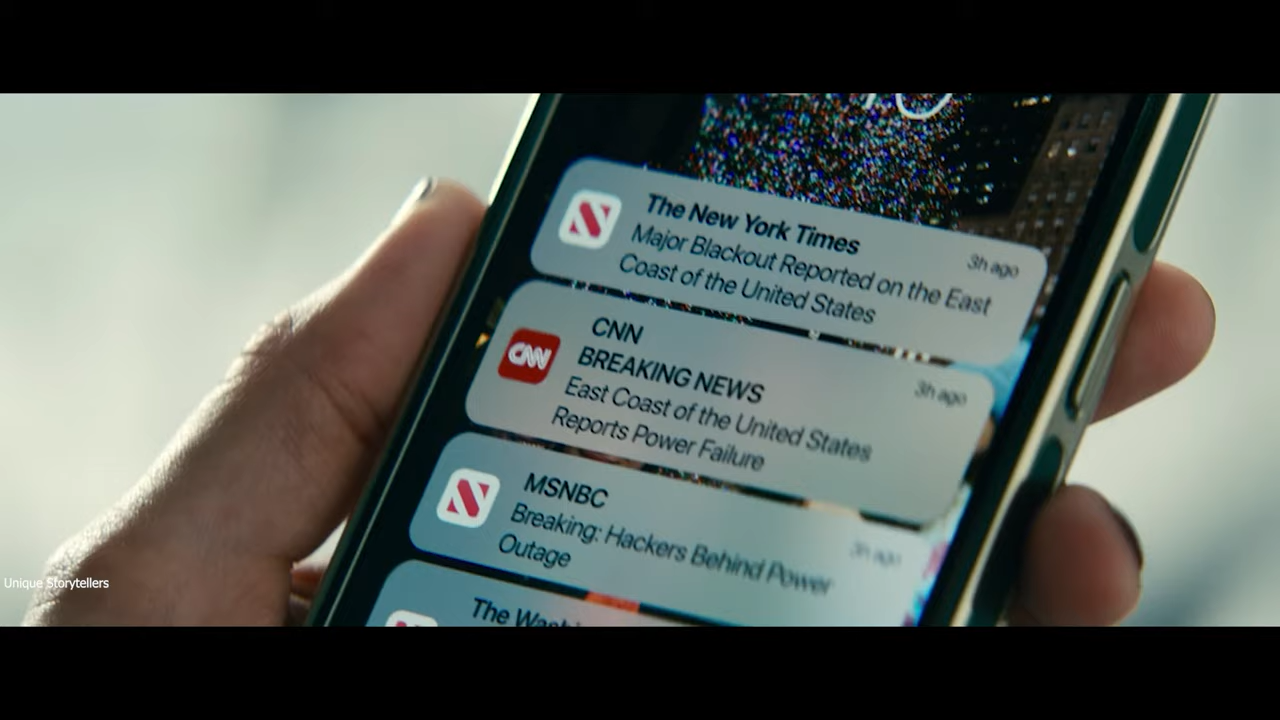 The New York Times
3h ago
Major Blackout Reported on the East
Coast of the United States
CNN
CNN
3h ago
BREAKING NEWS
East Coast of the United States
Reports Power Failure
MSNBC
3h ago
Breaking: Hackers Behind Power
Outage
The
Unique Storytellers